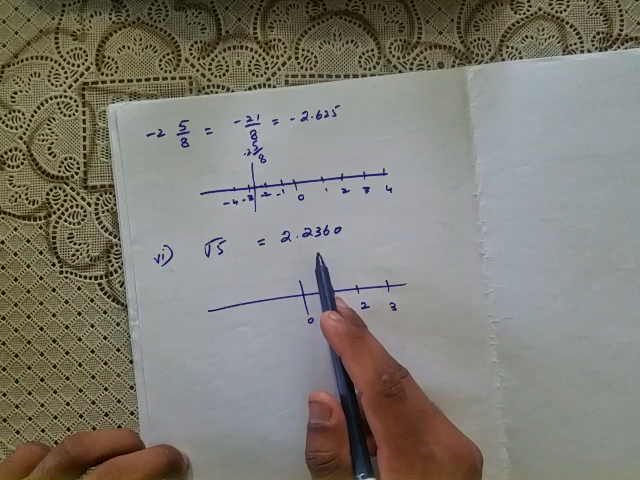 -2 5/8 = -21/8 = -2.625
-2 5/8
-4 -3 -2 -1 0 1 2 3 4
vi) √5 = 2.2360
0 2 3